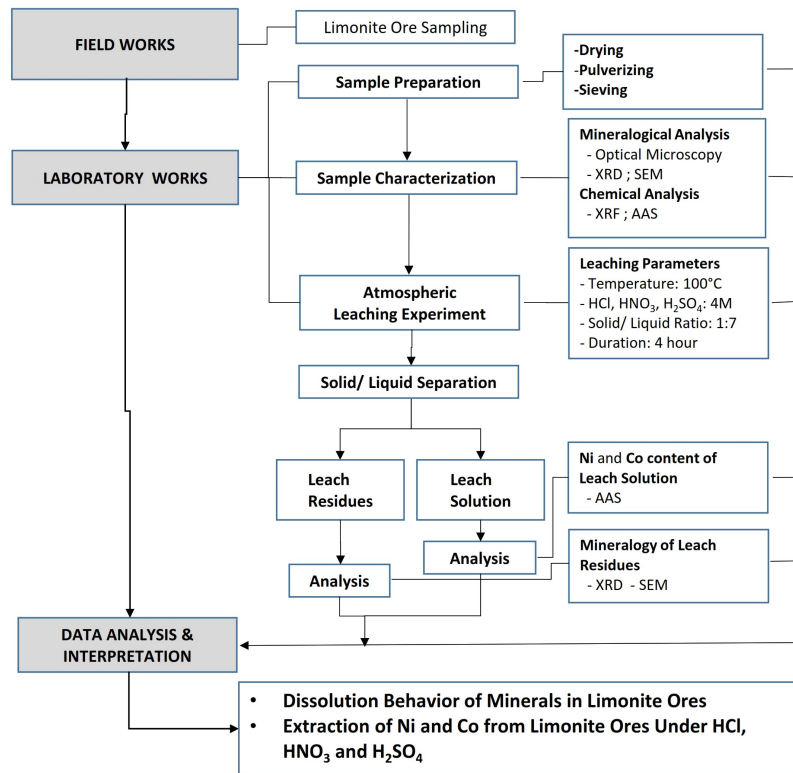 FIELD WORKS
Limonite Ore Sampling
Sample Preparation
-Drying
-Pulverizing
-Sieving
LABORATORY WORKS
Sample Characterization
Mineralogical Analysis
- Optical Microscopy
- XRD ; SEM
Chemical Analysis
- XRF ; AAS
Atmospheric
Leaching Experiment
Leaching Parameters
- Temperature: 100°C
- HCl, HNO₃, H₂SO₄: 4M
- Solid/ Liquid Ratio: 1:7
- Duration: 4 hour
Solid/ Liquid Separation
Leach
Residues
Leach
Solution
Ni and Co content of
Leach Solution
- AAS
Analysis
Analysis
Mineralogy of Leach
Residues
- XRD - SEM
DATA ANALYSIS &
INTERPRETATION
• Dissolution Behavior of Minerals in Limonite Ores
• Extraction of Ni and Co from Limonite Ores Under HCl,
HNO₃ and H₂SO₄